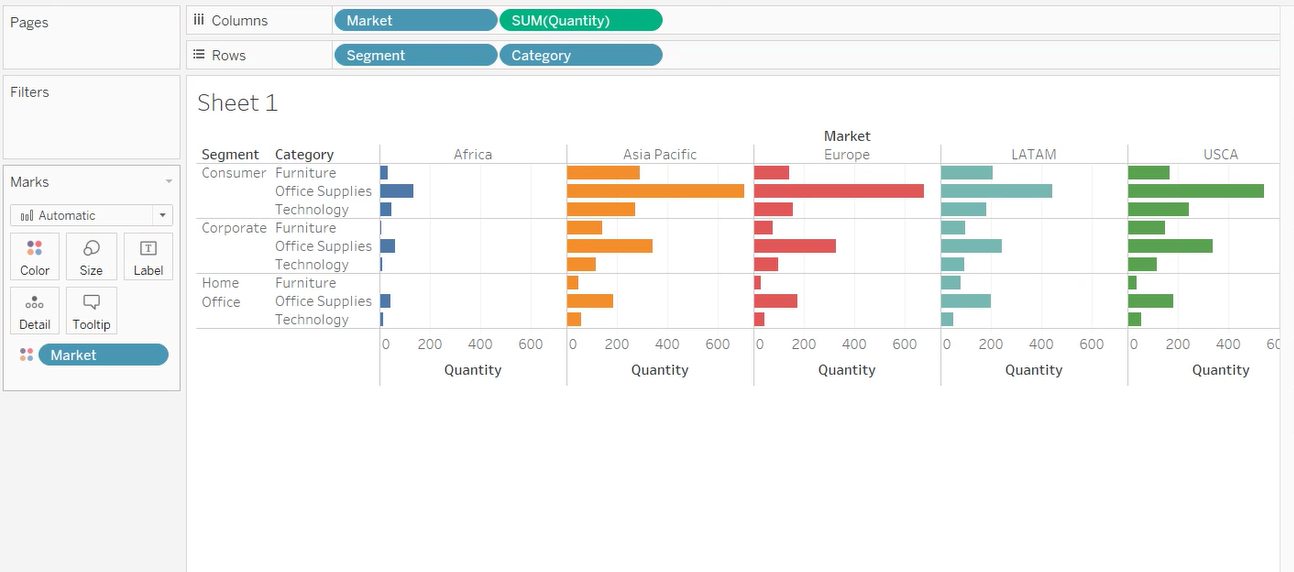 Pages
Columns Market SUM(Quantity)
Rows Segment Category
Filters
Sheet 1
Market
Segment Category Africa Asia Pacific Europe LATAM USCA
Consumer Furniture
Office Supplies
Technology
Corporate Furniture
Office Supplies
Technology
Home Office Furniture
Office Supplies
Technology
0 200 400 600 0 200 400 600 0 200 400 600 0 200 400 600 0 200 400
Quantity Quantity Quantity Quantity Quantity
Marks
Automatic
Color Size Label
Detail Tooltip
Market